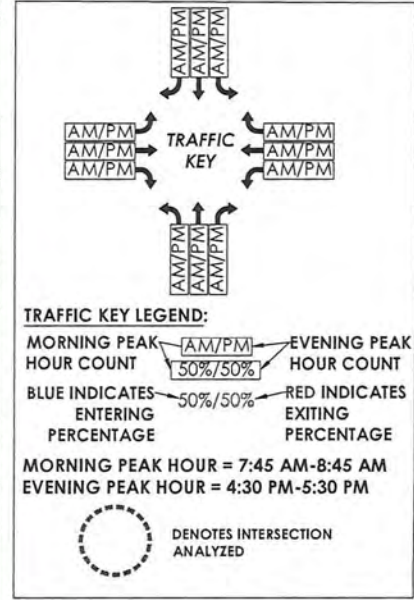 AM/PM AM/PM AM/PM
AM/PM
AM/PM
AM/PM
TRAFFIC
KEY
AM/PM
AM/PM
AM/PM
AM/PM AM/PM AM/PM
TRAFFIC KEY LEGEND:
MORNING PEAK AM/PM EVENING PEAK
HOUR COUNT 50%/50% HOUR COUNT
BLUE INDICATES 50%/50% RED INDICATES
ENTERING EXITING
PERCENTAGE PERCENTAGE
MORNING PEAK HOUR = 7:45 AM-8:45 AM
EVENING PEAK HOUR = 4:30 PM-5:30 PM
DENOTES INTERSECTION
ANALYZED